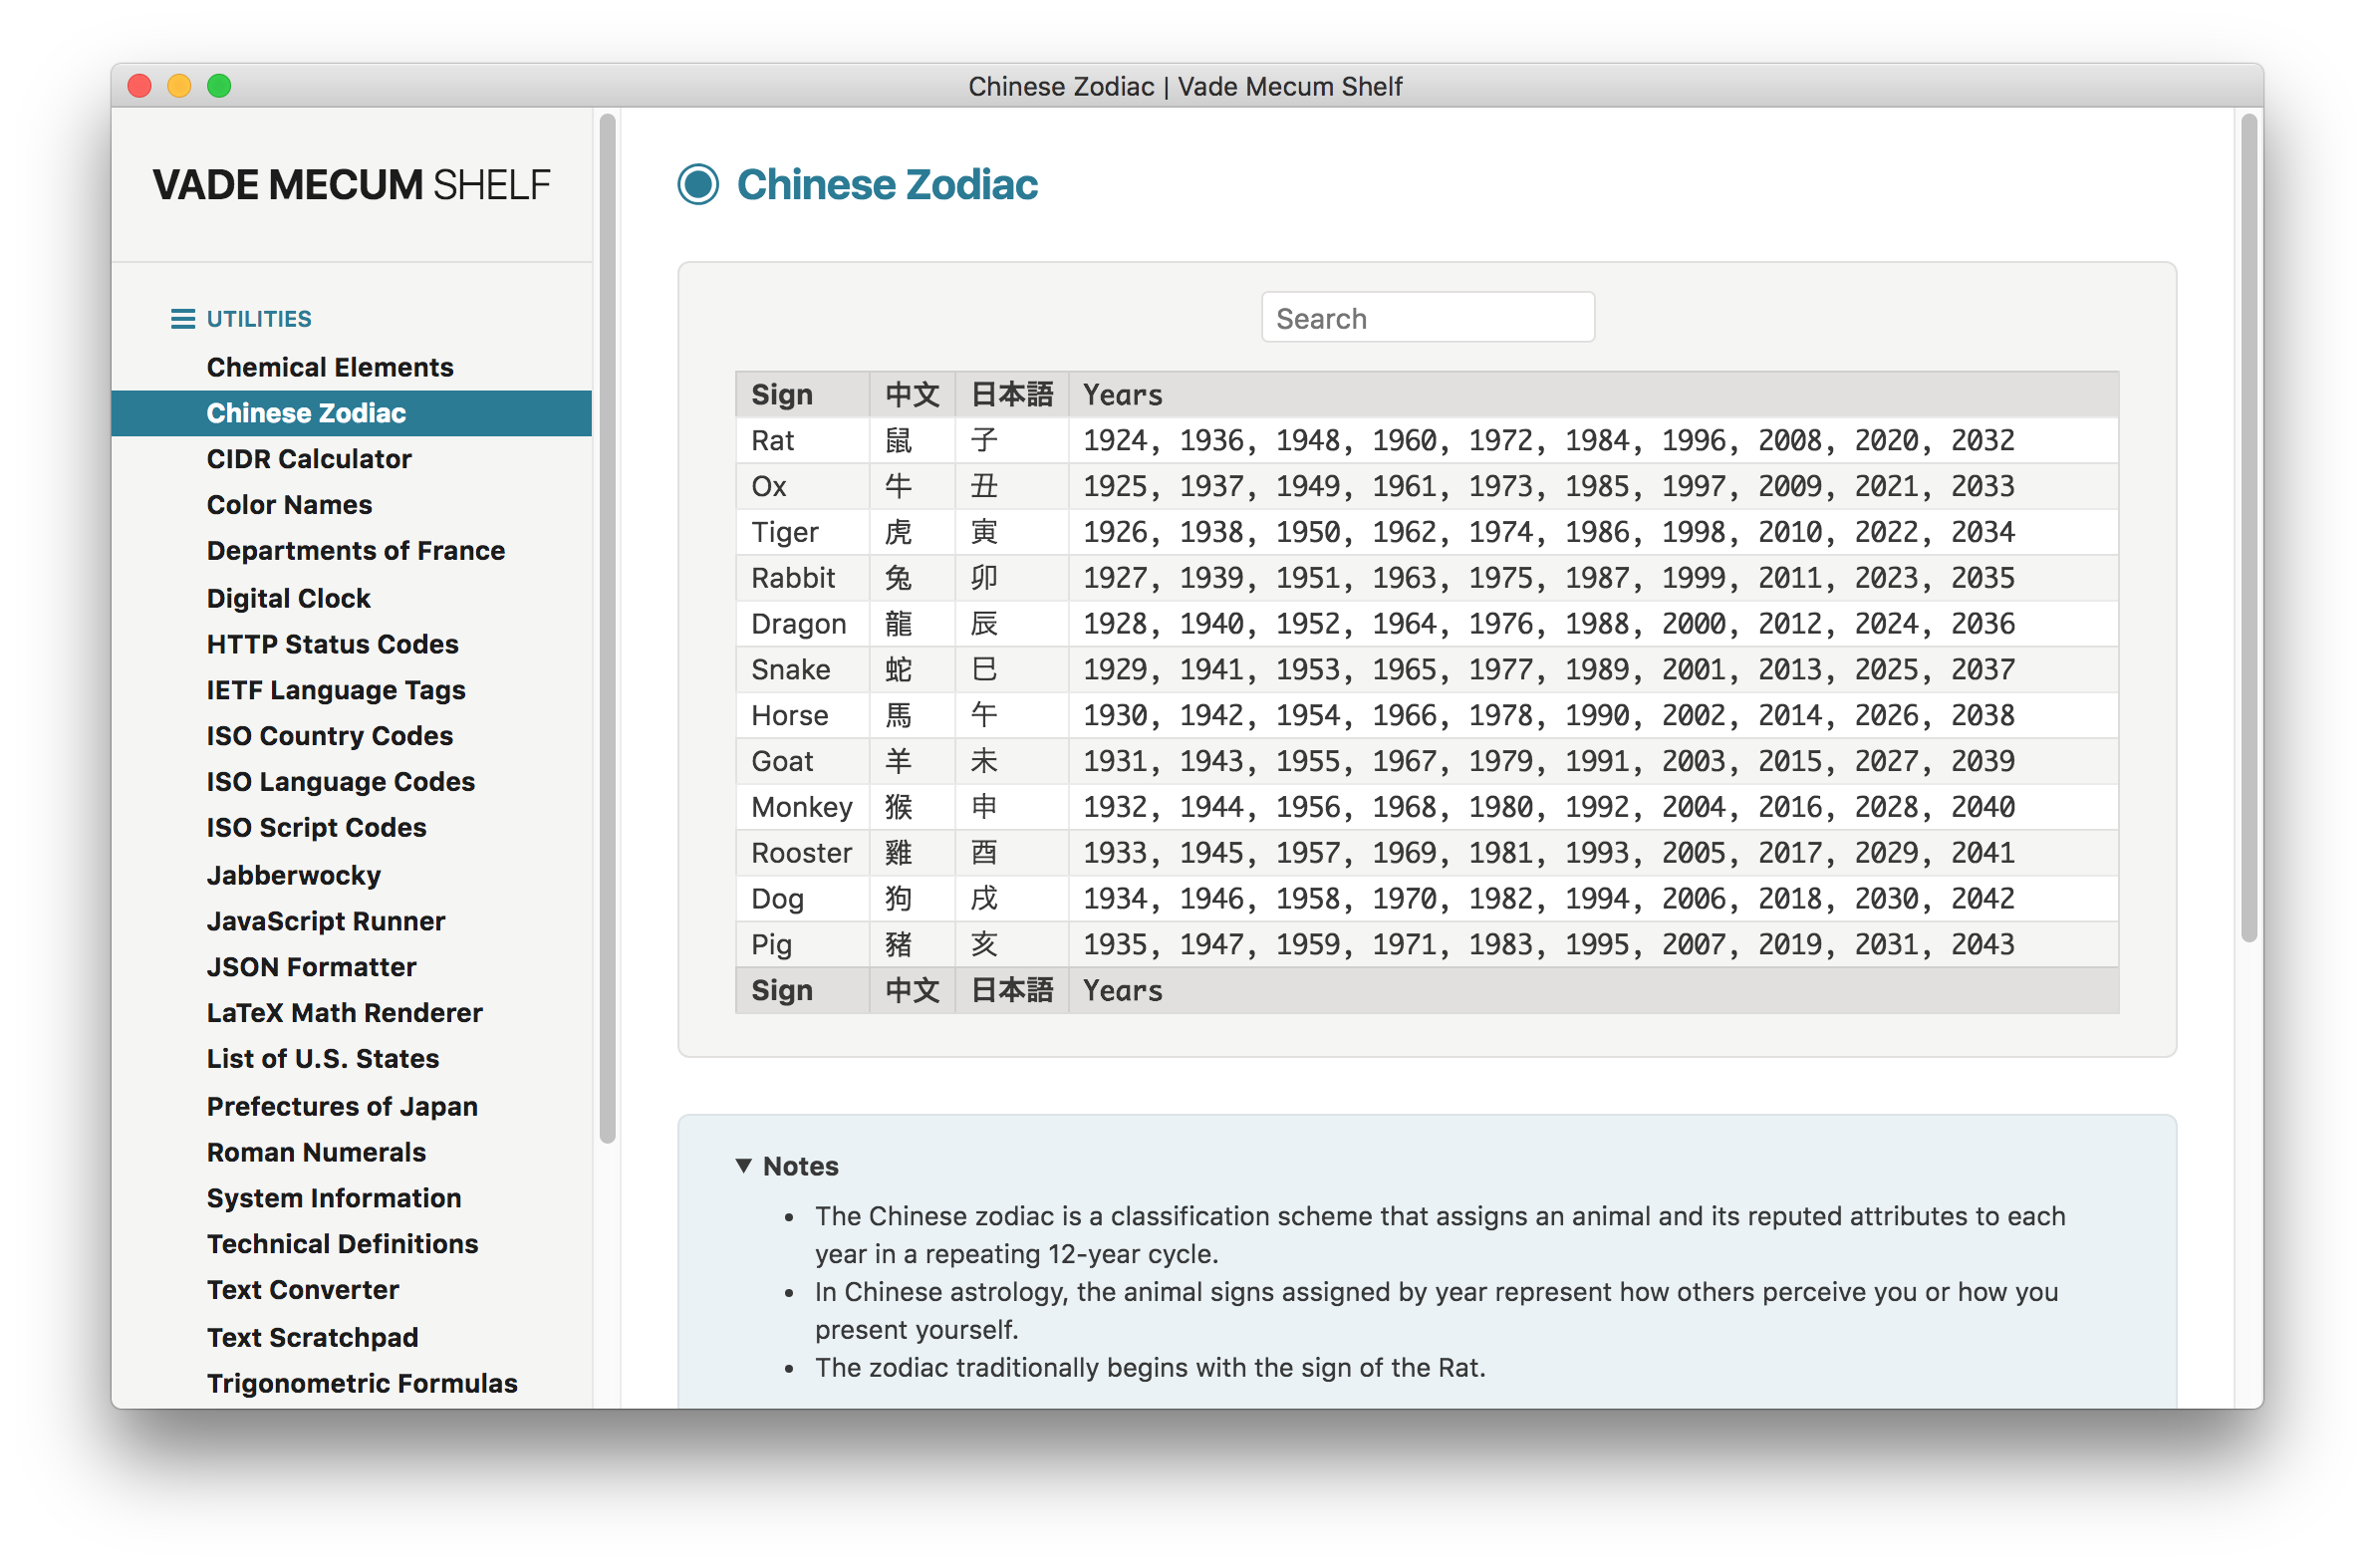 Chinese Zodiac | Vade Mecum Shelf
VADE MECUM SHELF
UTILITIES
Chemical Elements
Chinese Zodiac
CIDR Calculator
Color Names
Departments of France
Digital Clock
HTTP Status Codes
IETF Language Tags
ISO Country Codes
ISO Language Codes
ISO Script Codes
Jabberwocky
JavaScript Runner
JSON Formatter
LaTeX Math Renderer
List of U.S. States
Prefectures of Japan
Roman Numerals
System Information
Technical Definitions
Text Converter
Text Scratchpad
Trigonometric Formulas
Chinese Zodiac
Search
Sign 中文 日本語 Years
Rat 鼠 子 1924, 1936, 1948, 1960, 1972, 1984, 1996, 2008, 2020, 2032
Ox 牛 丑 1925, 1937, 1949, 1961, 1973, 1985, 1997, 2009, 2021, 2033
Tiger 虎 寅 1926, 1938, 1950, 1962, 1974, 1986, 1998, 2010, 2022, 2034
Rabbit 兔 卯 1927, 1939, 1951, 1963, 1975, 1987, 1999, 2011, 2023, 2035
Dragon 龍 辰 1928, 1940, 1952, 1964, 1976, 1988, 2000, 2012, 2024, 2036
Snake 蛇 巳 1929, 1941, 1953, 1965, 1977, 1989, 2001, 2013, 2025, 2037
Horse 馬 午 1930, 1942, 1954, 1966, 1978, 1990, 2002, 2014, 2026, 2038
Goat 羊 未 1931, 1943, 1955, 1967, 1979, 1991, 2003, 2015, 2027, 2039
Monkey 猴 申 1932, 1944, 1956, 1968, 1980, 1992, 2004, 2016, 2028, 2040
Rooster 雞 酉 1933, 1945, 1957, 1969, 1981, 1993, 2005, 2017, 2029, 2041
Dog 狗 戌 1934, 1946, 1958, 1970, 1982, 1994, 2006, 2018, 2030, 2042
Pig 豬 亥 1935, 1947, 1959, 1971, 1983, 1995, 2007, 2019, 2031, 2043
Sign 中文 日本語 Years
▼ Notes
• The Chinese zodiac is a classification scheme that assigns an animal and its reputed attributes to each
year in a repeating 12-year cycle.
• In Chinese astrology, the animal signs assigned by year represent how others perceive you or how you
present yourself.
• The zodiac traditionally begins with the sign of the Rat.